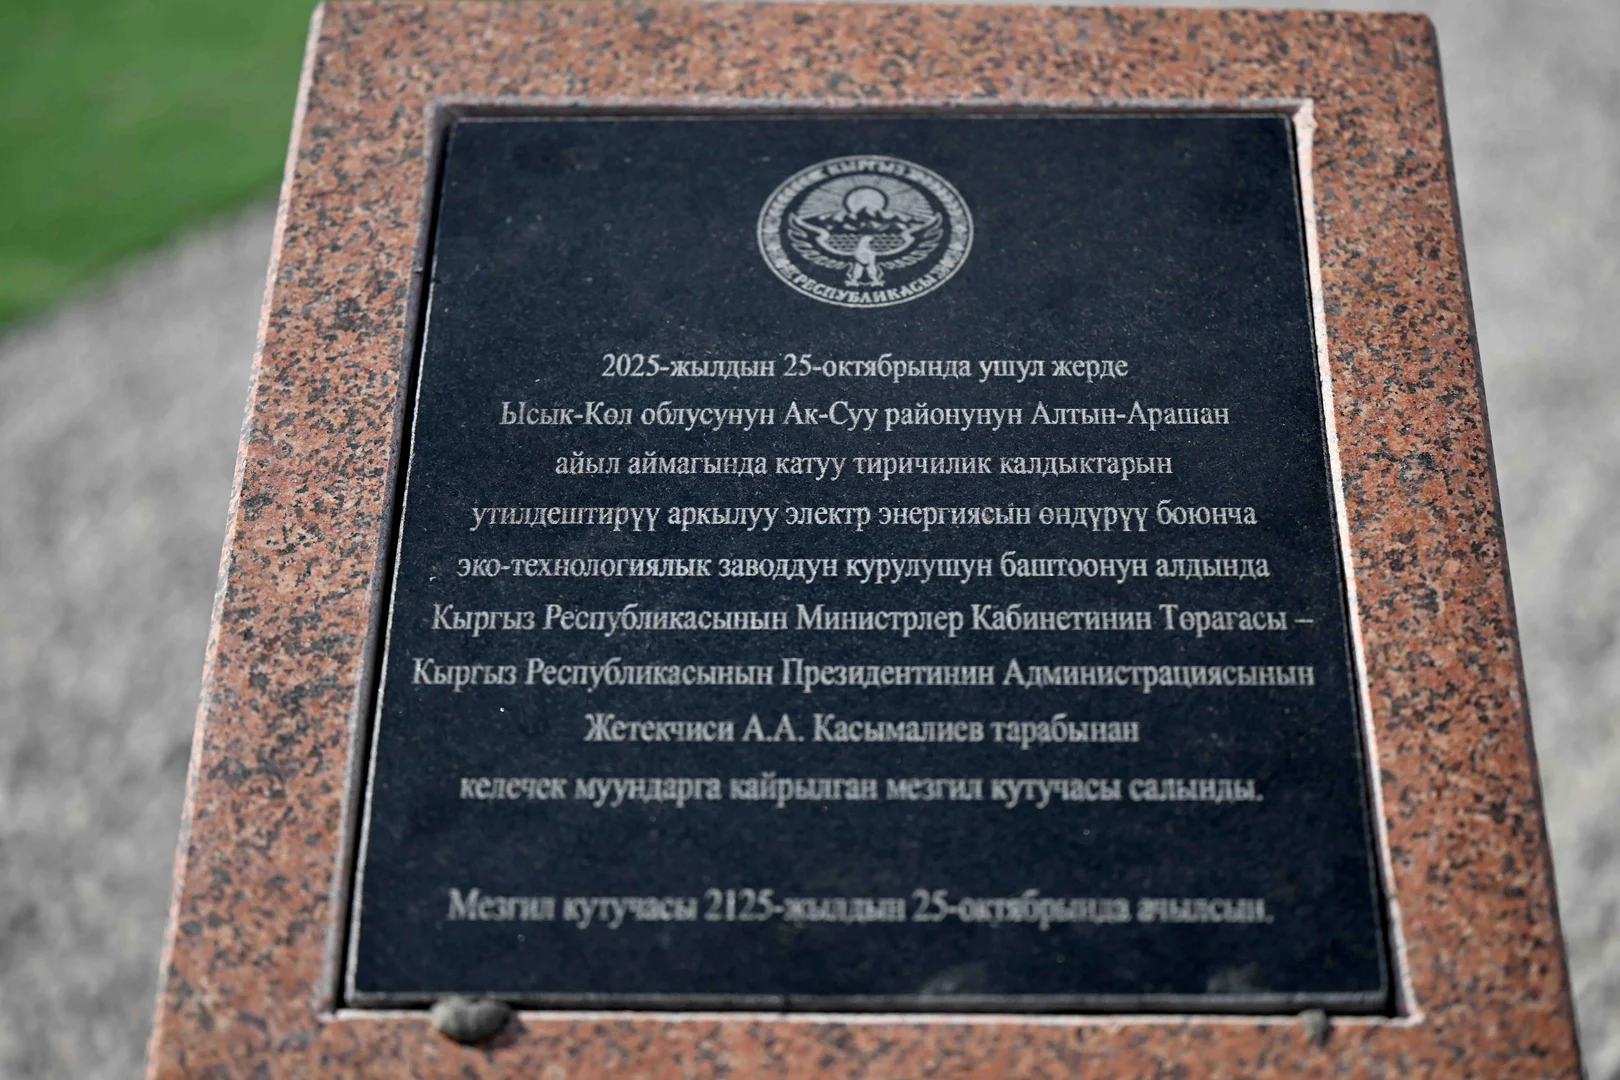 КЫРГЫЗ
РЕСПУБЛИКАСЫ
2025-жылдын 25-октябрында ушул жерде
Ысык-Көл облусунун Ак-Суу районунун Алтын-Арашан
айыл аймагында катуу тиричилик калдыктарын
утилдештирүү аркылуу электр энергиясын өндүрүү боюнча
эко-технологиялык заводдун курулушун баштоонун алдында
Кыргыз Республикасынын Министрлер Кабинетинин Төрагасы –
Кыргыз Республикасынын Президентинин Администрациясынын
Жетекчиси А.А. Касымалиев тарабынан
келечек муундарга кайрылган мезгил кутучасы салынды.
Мезгил кутучасы 2125-жылдын 25-октябрында ачылсын.